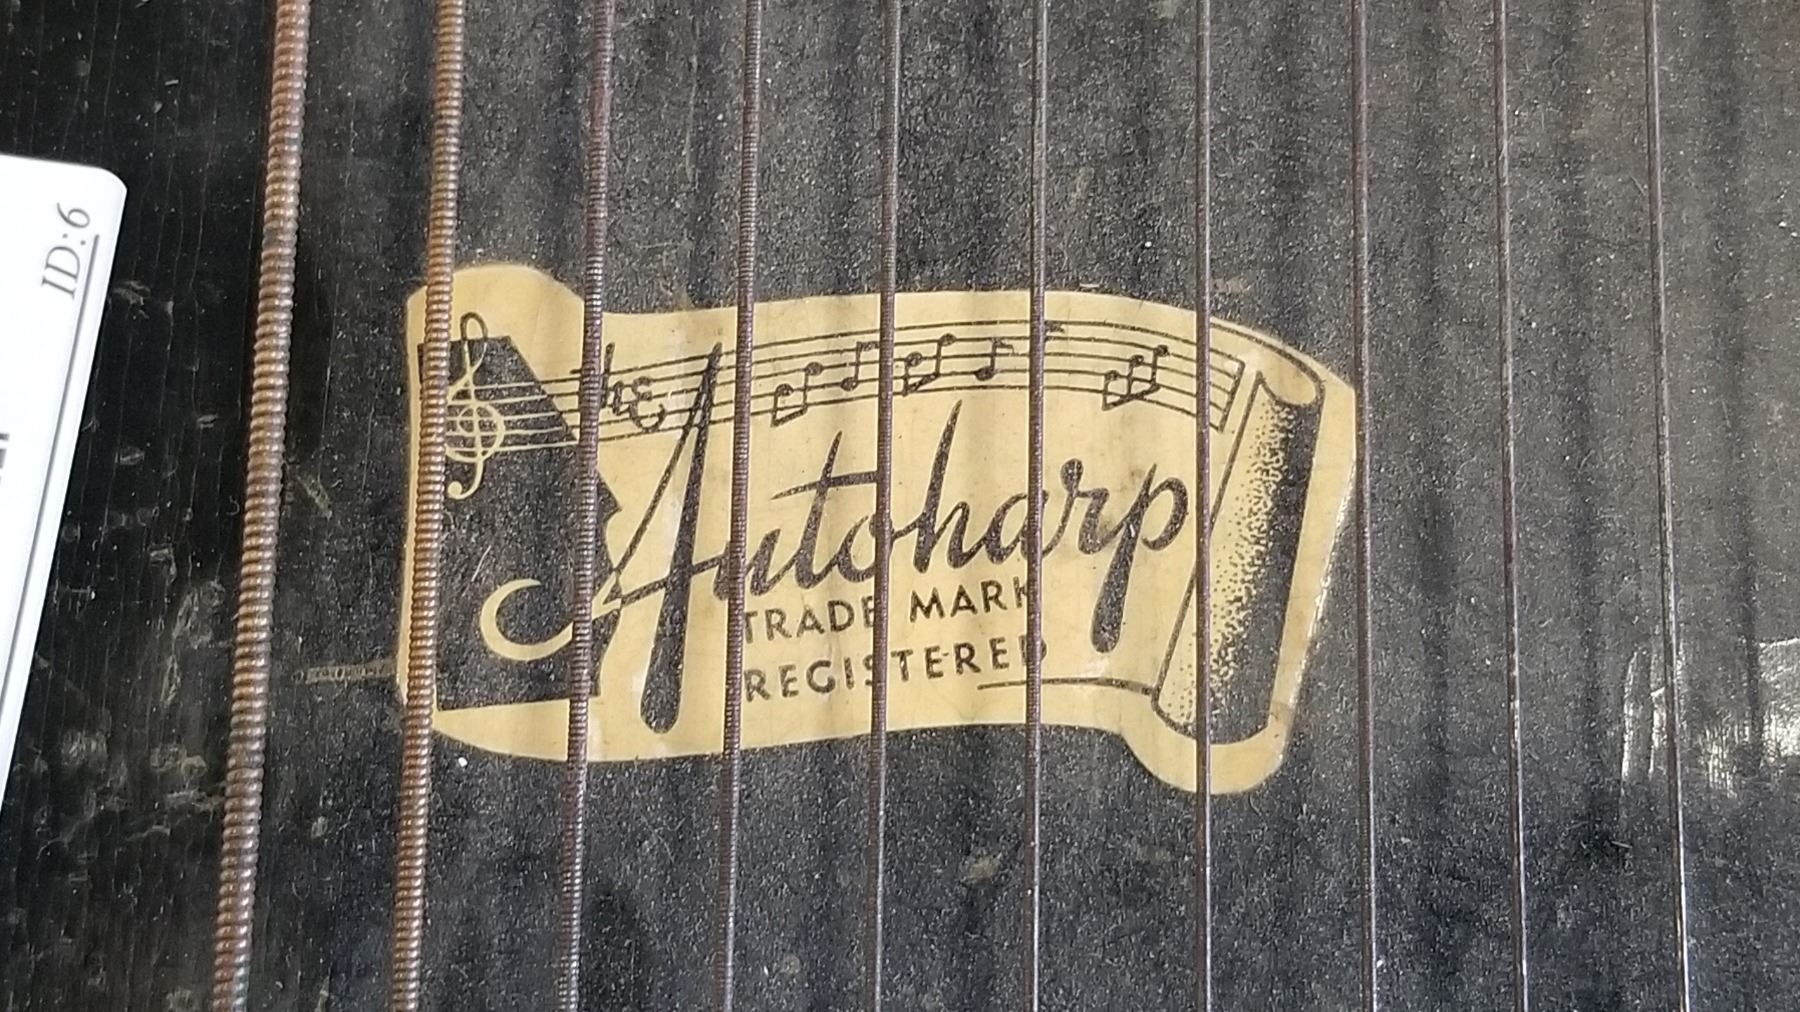 the
Autoharp
TRADE MARK
REGISTERED
ID:6